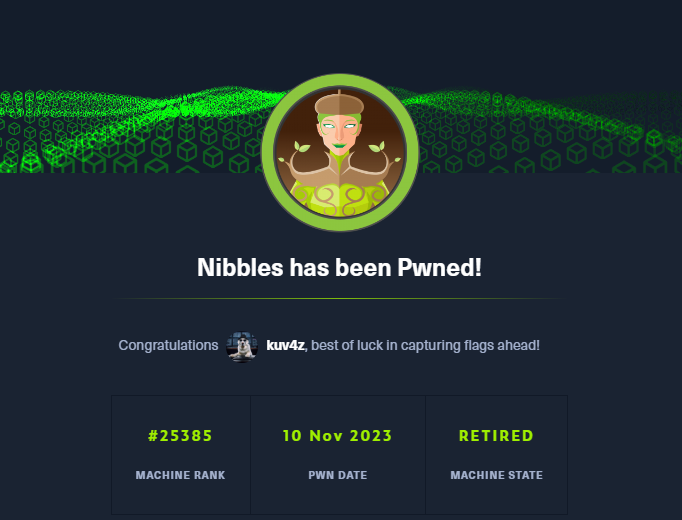 Nibbles has been Pwned!
Congratulations kuv4z, best of luck in capturing flags ahead!
#25385 10 Nov 2023 RETIRED
MACHINE RANK PWN DATE MACHINE STATE